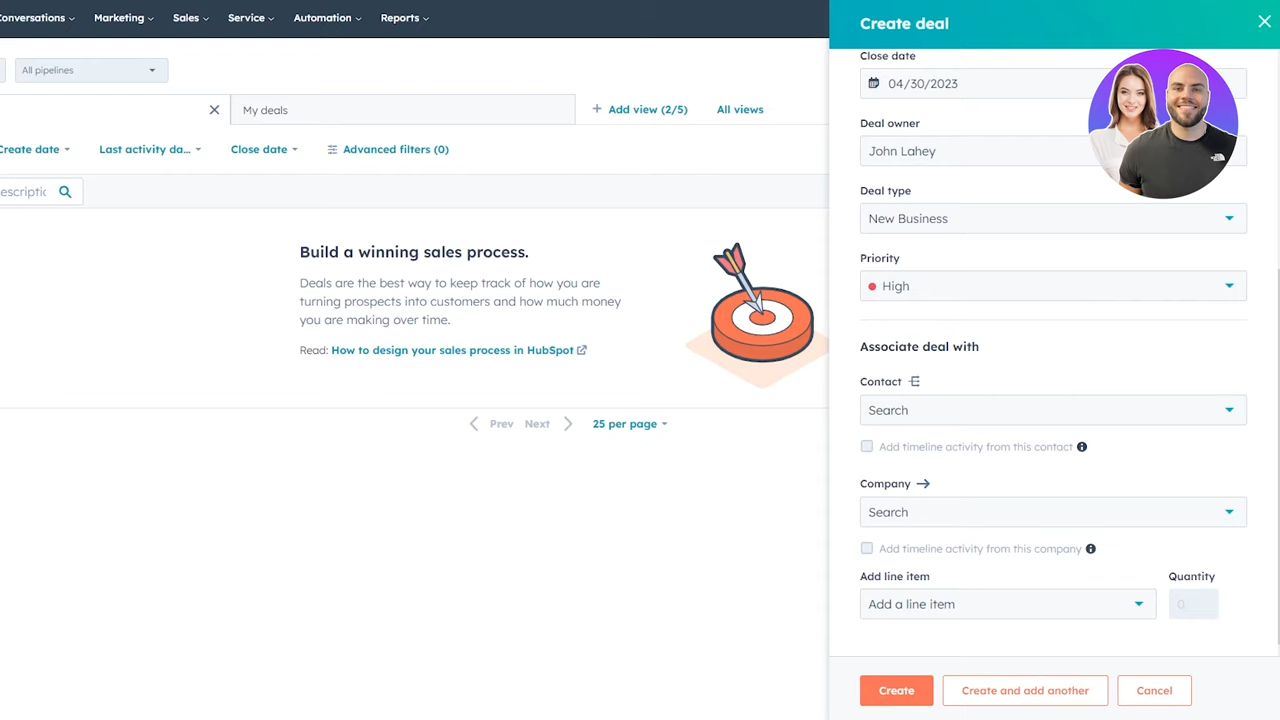 Conversations
Marketing
Sales
Service
Automation
Reports
All pipelines
My deals
Add view (2/5)
All views
Create date
Last activity da...
Close date
Advanced filters (0)
Build a winning sales process.
Deals are the best way to keep track of how you are
turning prospects into customers and how much money
you are making over time.
Read: How to design your sales process in HubSpot
Prev
Next
25 per page
Create deal
Close date
04/30/2023
Deal owner
John Lahey
Deal type
New Business
Priority
High
Associate deal with
Contact
Search
Add timeline activity from this contact
Company
Search
Add timeline activity from this company
Add line item
Quantity
Add a line item
0
Create
Create and add another
Cancel